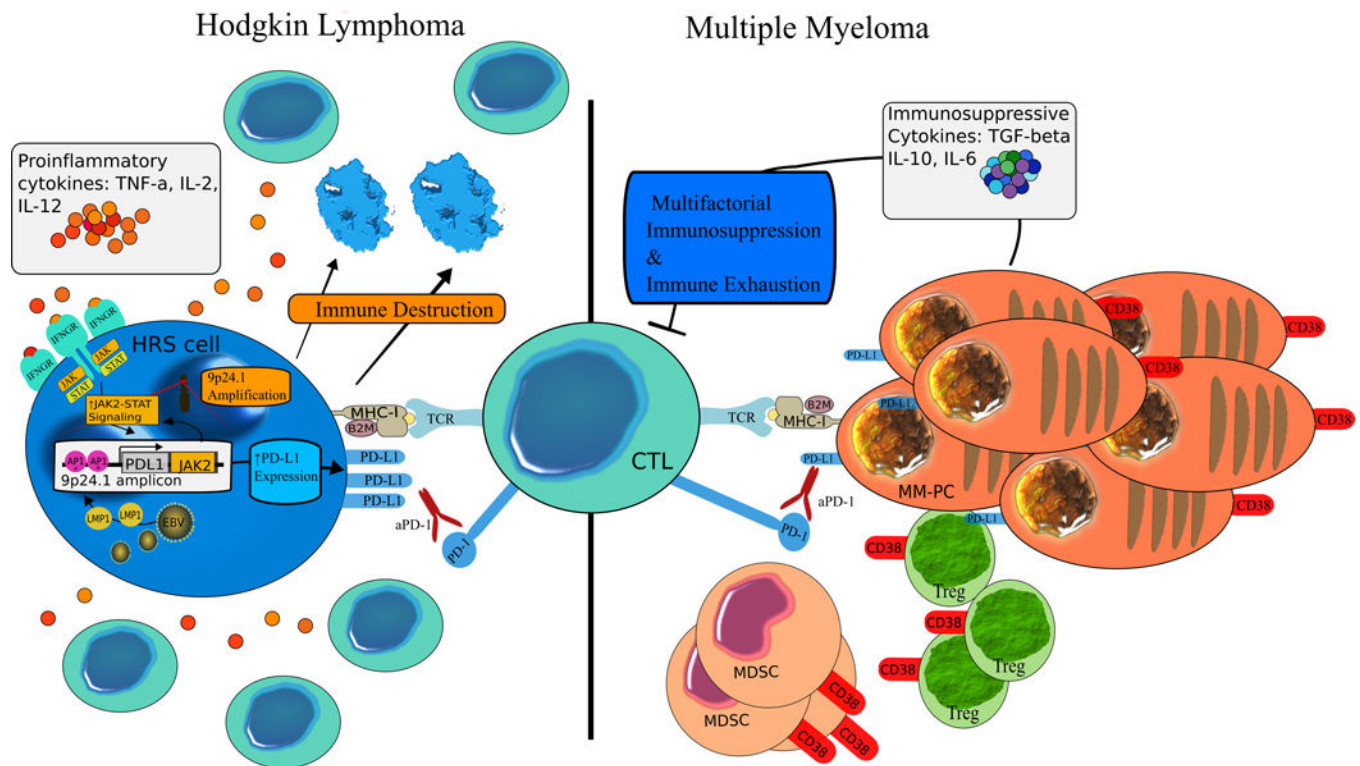 Hodgkin Lymphoma
Multiple Myeloma
Proinflammatory
cytokines: TNF-a, IL-2,
IL-12
Immunosuppressive
Cytokines: TGF-beta
IL-10, IL-6
Multifactorial
Immunosuppression
&
Immune Exhaustion
Immune Destruction
IFNGR
IFNGR
IFNGR
JAK
STAT
JAK
STAT
HRS cell
9p24.1
Amplification
↑JAK2-STAT
Signaling
AP1
AP1
PDL1
JAK2
9p24.1 amplicon
↑PD-L1
Expression
LMP1
LMP1
EBV
MHC-I
B2M
TCR
PD-L1
PD-L1
PD-L1
aPD-1
PD-1
CTL
TCR
B2M
MHC-I
PD-L1
aPD-1
PD-1
PD-L1
PD-L1
PD-L1
MM-PC
CD38
CD38
CD38
CD38
CD38
CD38
Treg
CD38
Treg
CD38
Treg
MDSC
MDSC
CD38
CD38
CD38